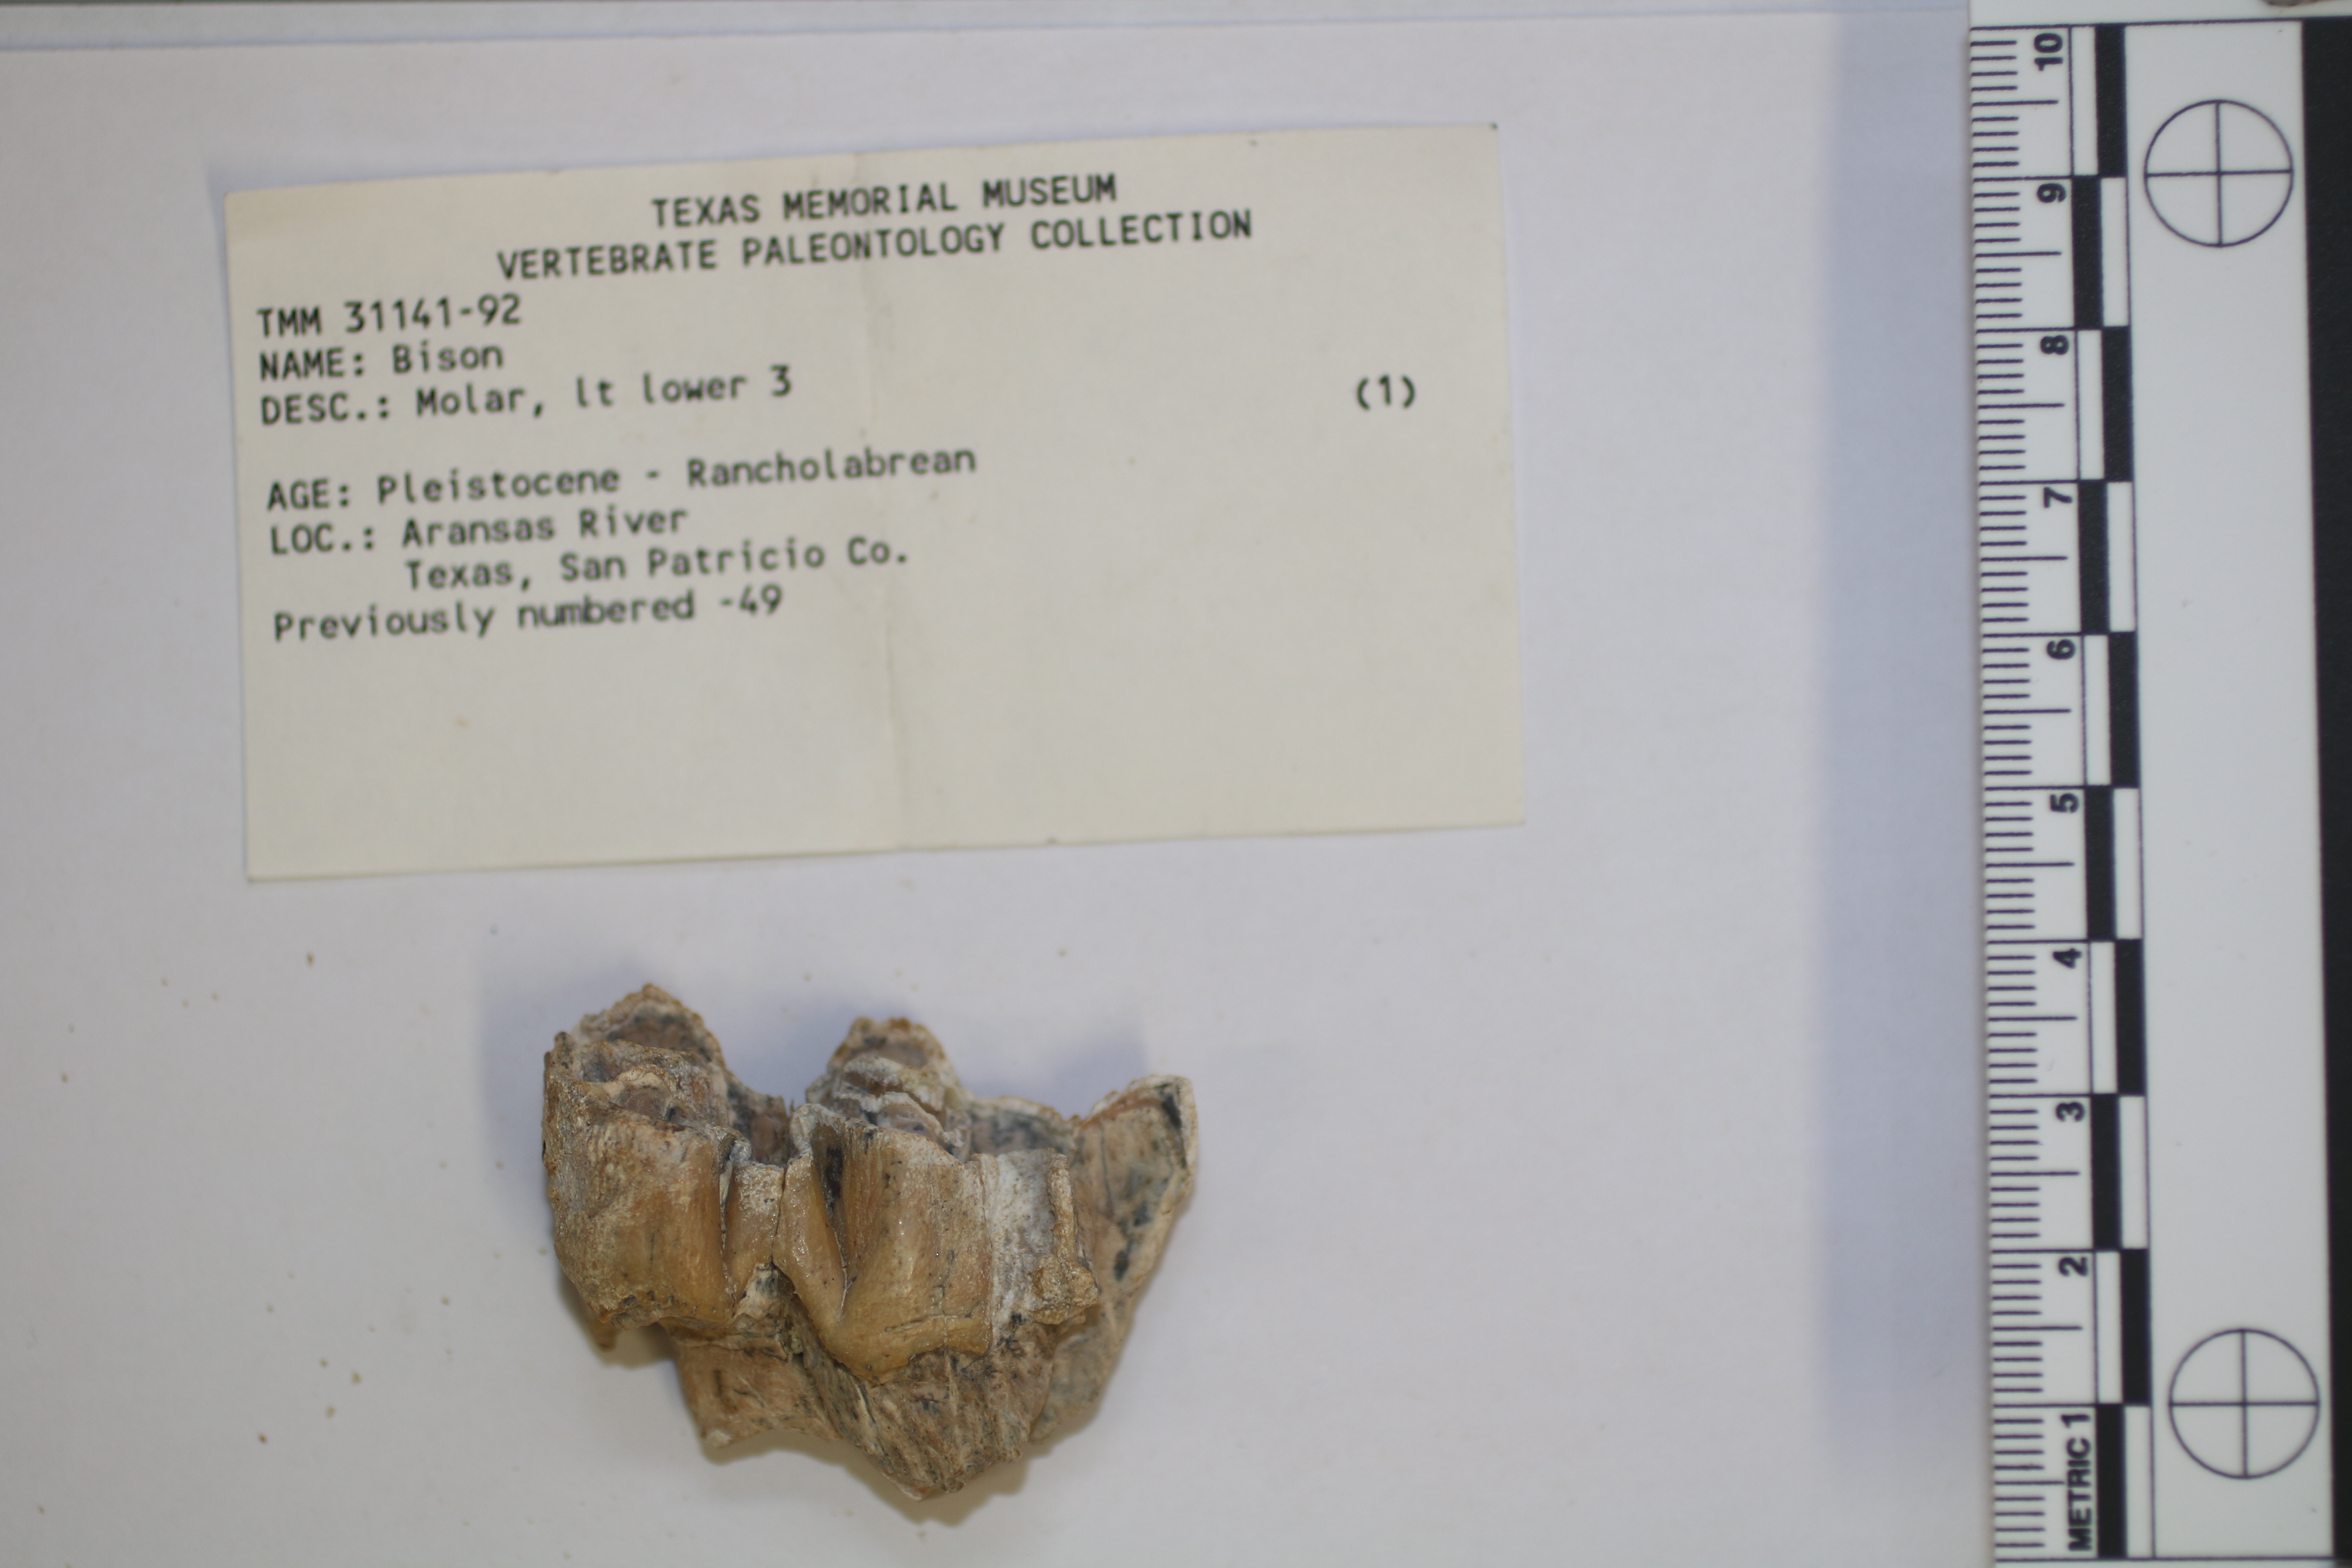 TEXAS MEMORIAL MUSEUM
VERTEBRATE PALEONTOLOGY COLLECTION
TMM 31141-92
NAME: Bison
DESC.: Molar, lt lower 3 (1)
AGE: Pleistocene - Rancholabrean
LOC.: Aransas River
Texas, San Patricio Co.
Previously numbered -49
10
9
8
7
6
5
4
3
2
METRIC 1